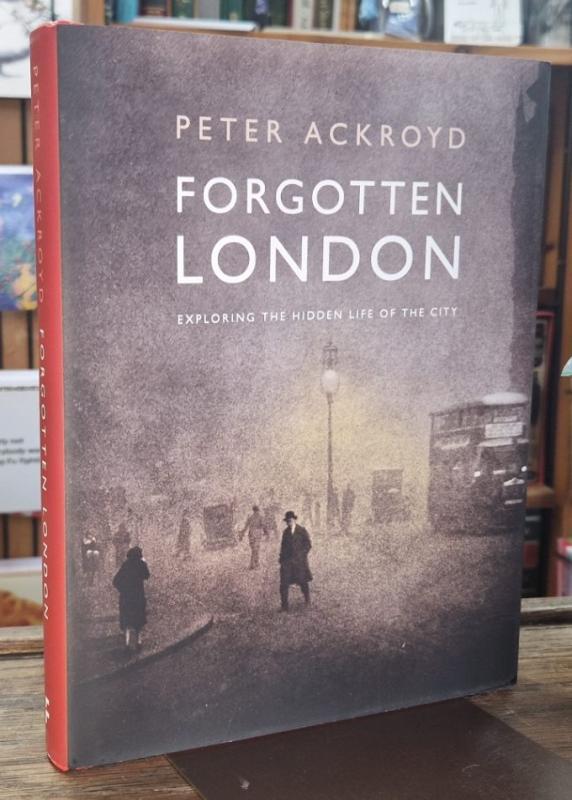 PETER ACKROYD
FORGOTTEN
LONDON
EXPLORING THE HIDDEN LIFE OF THE CITY
PETER ACKROYD FORGOTTEN LONDON